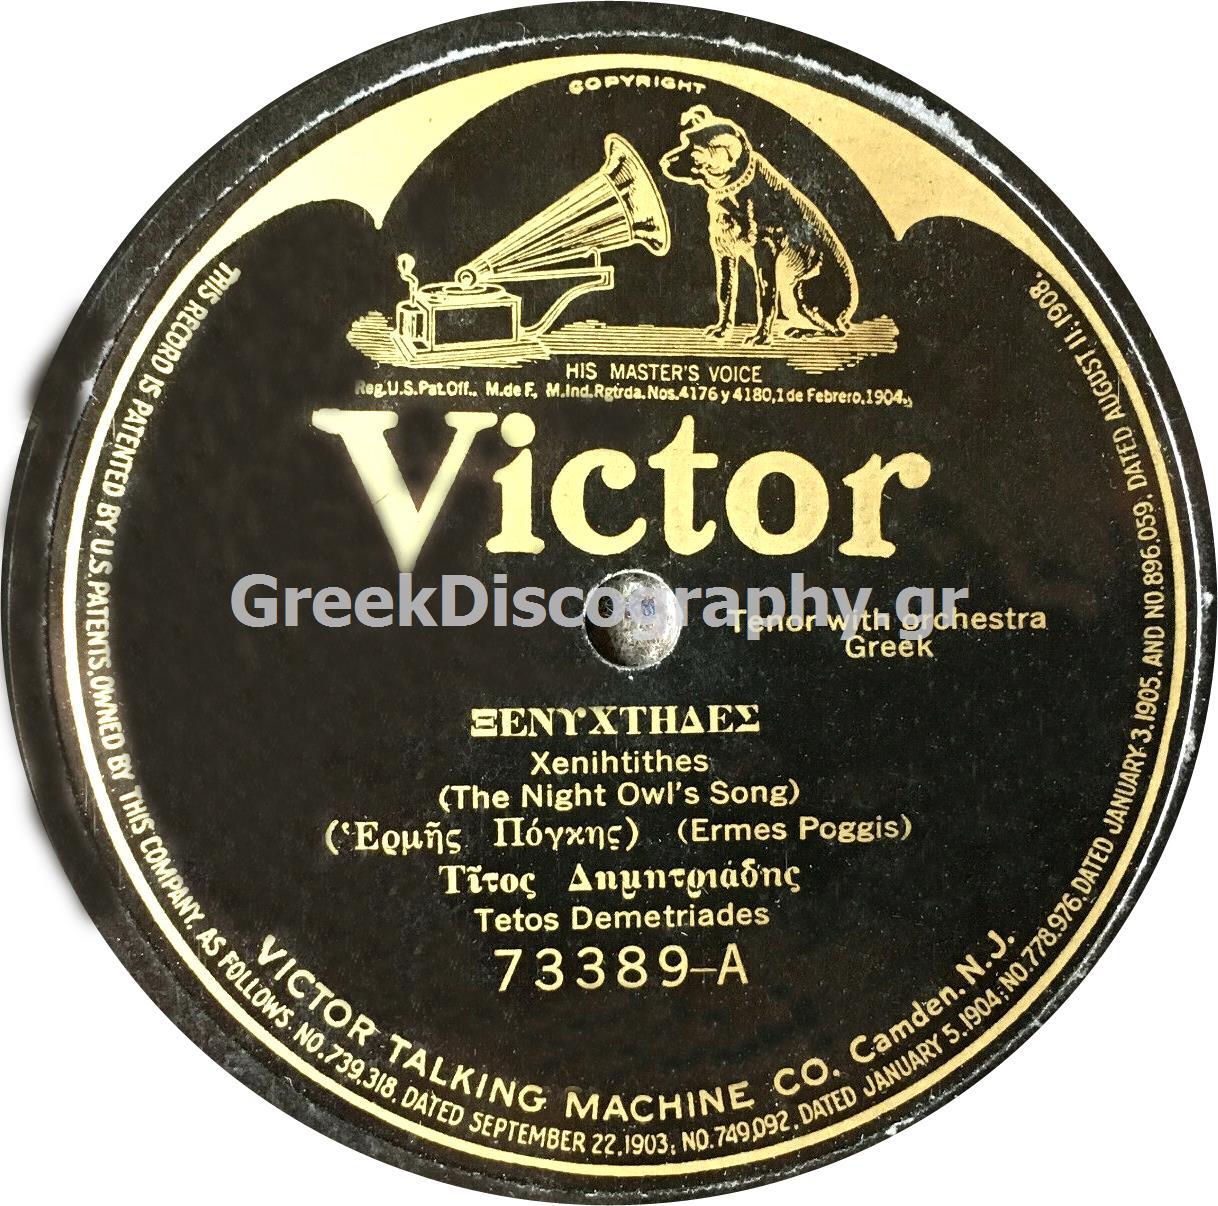 COPYRIGHT
HIS MASTER'S VOICE
Reg.U.S.Pat.Off., M.de F., M.Ind.Rgtrda.Nos.4176 y 4180,1 de Febrero,1904.
Victor
GreekDiscography.gr
Tenor with orchestra
Greek
ΞΕΝΥΧΤΗΔΕΣ
Xenihtithes
(The Night Owl's Song)
(Ἑρμῆς Πόγκης) (Ermes Poggis)
Τῖτος Δημητριάδης
Tetos Demetriades
73389-A
VICTOR TALKING MACHINE CO. Camden. N.J.
THIS RECORD IS PATENTED BY U.S. PATENTS, OWNED BY THIS COMPANY, AS FOLLOWS. NO.739,318, DATED SEPTEMBER 22,1903; NO.749,092, DATED JANUARY 5,1904; NO.778,976, DATED JANUARY 3,1905, AND NO.896,059, DATED AUGUST 11,1908.